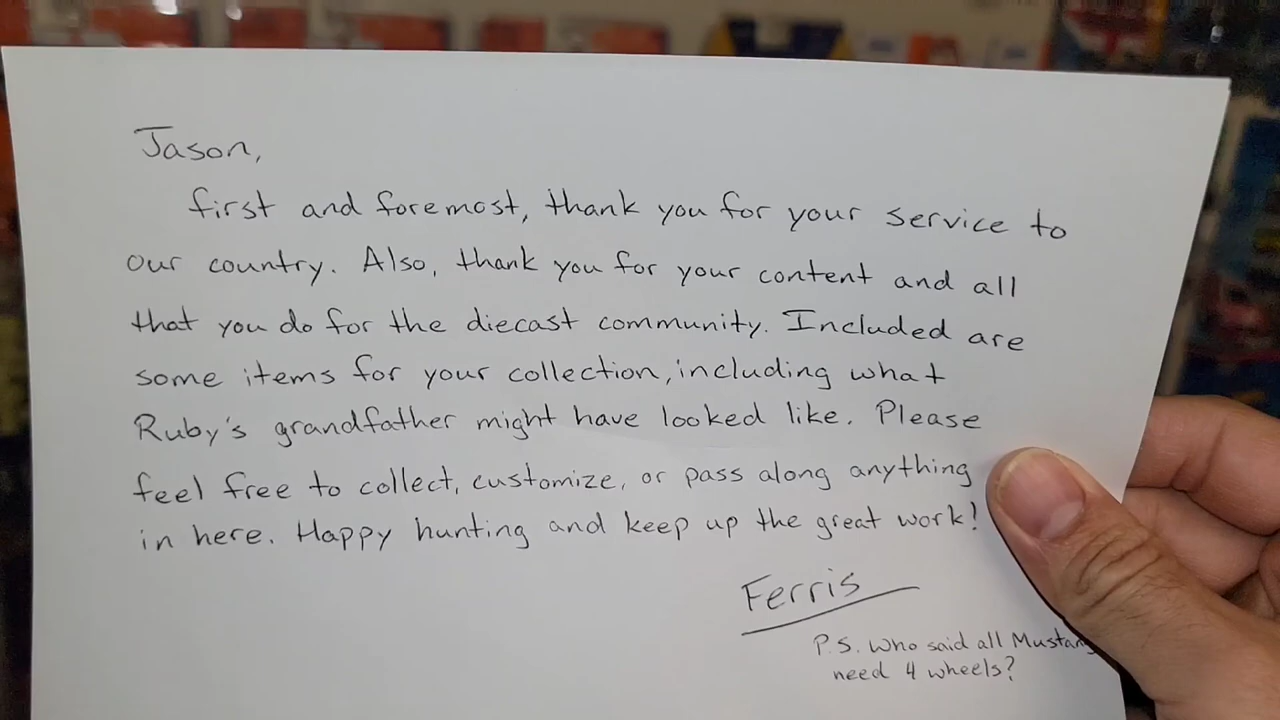 Jason,
first and foremost, thank you for your service to
our country. Also, thank you for your content and all
that you do for the diecast community. Included are
some items for your collection, including what
Ruby's grandfather might have looked like. Please
feel free to collect, customize, or pass along anything
in here. Happy hunting and keep up the great work!
Ferris
P.S. Who said all Mustang
need 4 wheels?